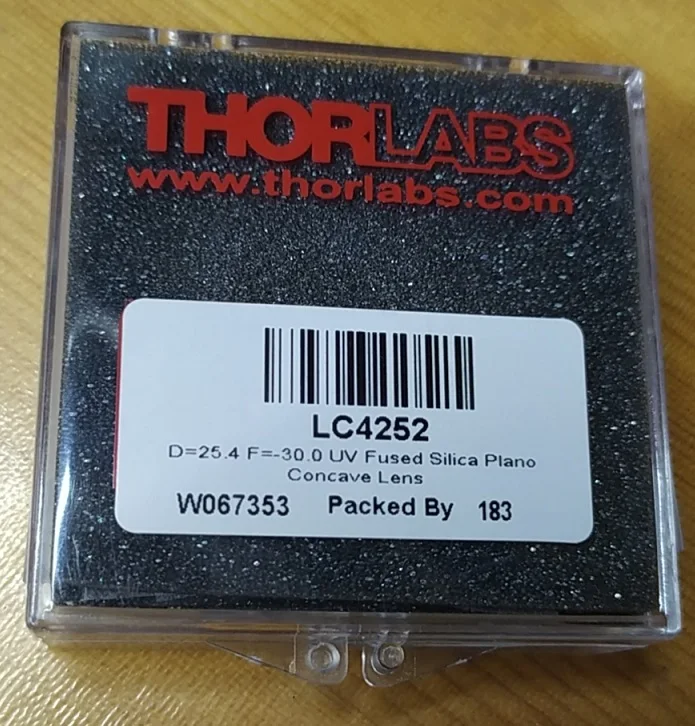 THORLABS
www.thorlabs.com
LC4252
D=25.4 F=-30.0 UV Fused Silica Plano
Concave Lens
W067353 Packed By 183